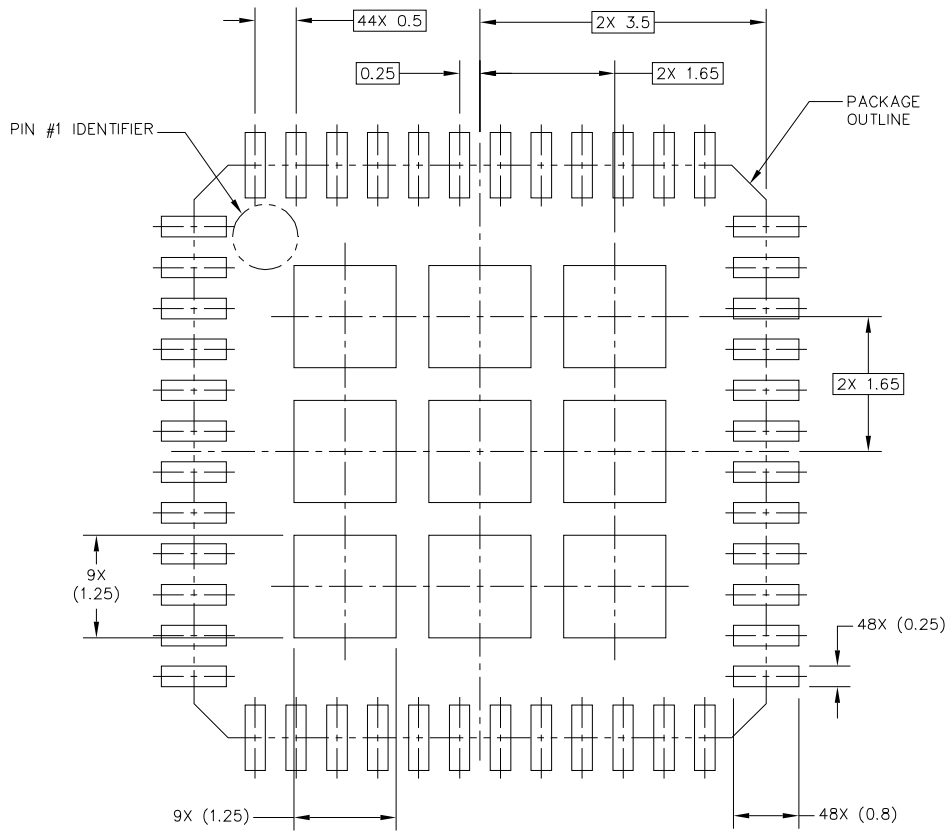 44X 0.5
2X 3.5
0.25
2X 1.65
PIN #1 IDENTIFIER
PACKAGE
OUTLINE
2X 1.65
9X
(1.25)
48X (0.25)
9X (1.25)
48X (0.8)